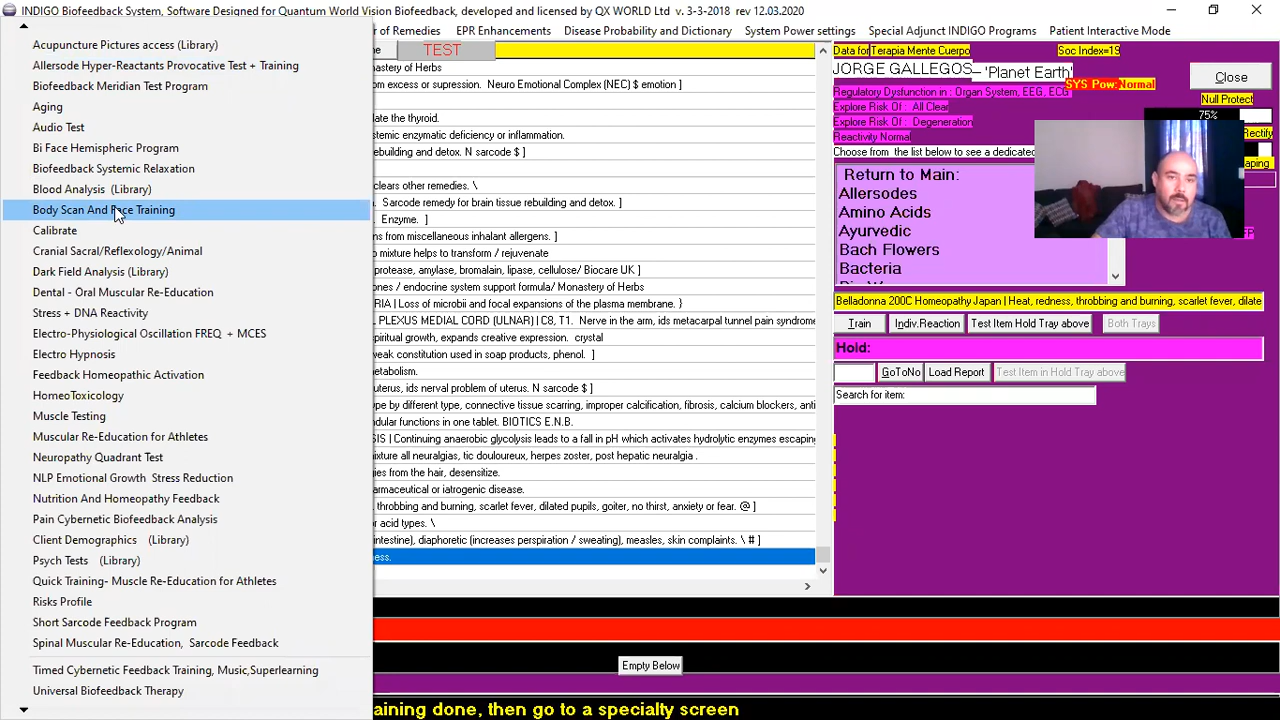 INDIGO Biofeedback System, Software Designed for Quantum World Vision Biofeedback, developed and licensed by QX WORLD Ltd v. 3-3-2018 rev 12.03.2020
of Remedies EPR Enhancements Disease Probability and Dictionary System Power settings Special Adjunct INDIGO Programs Patient Interactive Mode
Acupuncture Pictures access (Library)
Allersode Hyper-Reactants Provocative Test + Training
Biofeedback Meridian Test Program
Aging
Audio Test
Bi Face Hemispheric Program
Biofeedback Systemic Relaxation
Blood Analysis (Library)
Body Scan And Face Training
Calibrate
Cranial Sacral/Reflexology/Animal
Dark Field Analysis (Library)
Dental - Oral Muscular Re-Education
Stress + DNA Reactivity
Electro-Physiological Oscillation FREQ + MCES
Electro Hypnosis
Feedback Homeopathic Activation
HomeoToxicology
Muscle Testing
Muscular Re-Education for Athletes
Neuropathy Quadrant Test
NLP Emotional Growth Stress Reduction
Nutrition And Homeopathy Feedback
Pain Cybernetic Biofeedback Analysis
Client Demographics (Library)
Psych Tests (Library)
Quick Training- Muscle Re-Education for Athletes
Risks Profile
Short Sarcode Feedback Program
Spinal Muscular Re-Education, Sarcode Feedback
Timed Cybernetic Feedback Training, Music,Superlearning
Universal Biofeedback Therapy
me TEST
stery of Herbs
om excess or supression. Neuro Emotional Complex (NEC) $ emotion ]
late the thyroid.
stemic enzymatic deficiency or inflammation.
ebuilding and detox. N sarcode $ ]
clears other remedies. \
Sarcode remedy for brain tissue rebuilding and detox. ]
Enzyme. ]
ns from miscellaneous inhalant allergens. ]
hicle helps to transform / rejuvenate
protease, amylase, bromalain, lipase, cellulose/ Biocare UK ]
ones / endocrine system support formula/ Monastery of Herbs
RIA | Loss of microbii and focal expansions of the plasma membrane. }
L PLEXUS MEDIAL CORD (ULNAR) | C8, T1. Nerve in the arm, ids metacarpal tunnel pain syndrome
piritual growth, expands creative expression. crystal
weak constitution used in soap products, phenol. ]
netabolism.
uterus, ids nerval problem of uterus. N sarcode $ ]
ype by different type, connective tissue scarring, improper calcification, fibrosis, calcium blockers, anti
ndular functions in one tablet. BIOTICS E.N.B.
SIS | Continuing anaerobic glycolysis leads to a fall in pH which activates hydrolytic enzymes escaping
mixture all neuralgias, tic douloureux, herpes zoster, post hepatic neuralgia .
gies from the hair, desensitize.
armaceutical or iatrogenic disease.
, throbbing and burning, scarlet fever, dilated pupils, goiter, no thirst, anxiety or fear. @ ]
or acid types. \
intestine), diaphoretic (increases perspiration / sweating), measles, skin complaints. \ # ]
ess.
Empty Below
aining done, then go to a specialty screen
Data for Terapia Mente Cuerpo Soc Index=19
JORGE GALLEGOS – 'Planet Earth'
SYS Pow:Normal
Close
Regulatory Dysfunction in : Organ System, EEG, ECG
Null Protect
Explore Risk Of : All Clear
75%
Explore Risk Of : Degeneration
Rectify
Reactivity Normal
Choose from the list below to see a dedicated
aping
Return to Main:
Allersodes
Amino Acids
Ayurvedic
Bach Flowers
Bacteria
Belladonna 200C Homeopathy Japan | Heat, redness, throbbing and burning, scarlet fever, dilate
Train Indiv.Reaction Test Item Hold Tray above Both Trays
Hold:
GoToNo Load Report Test Item in Hold Tray above
Search for item: